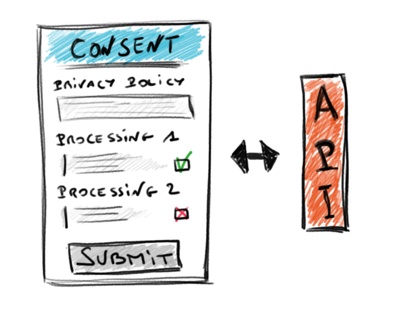 CONSENT
PRIVACY POLICY
PROCESSING 1
PROCESSING 2
SUBMIT
API